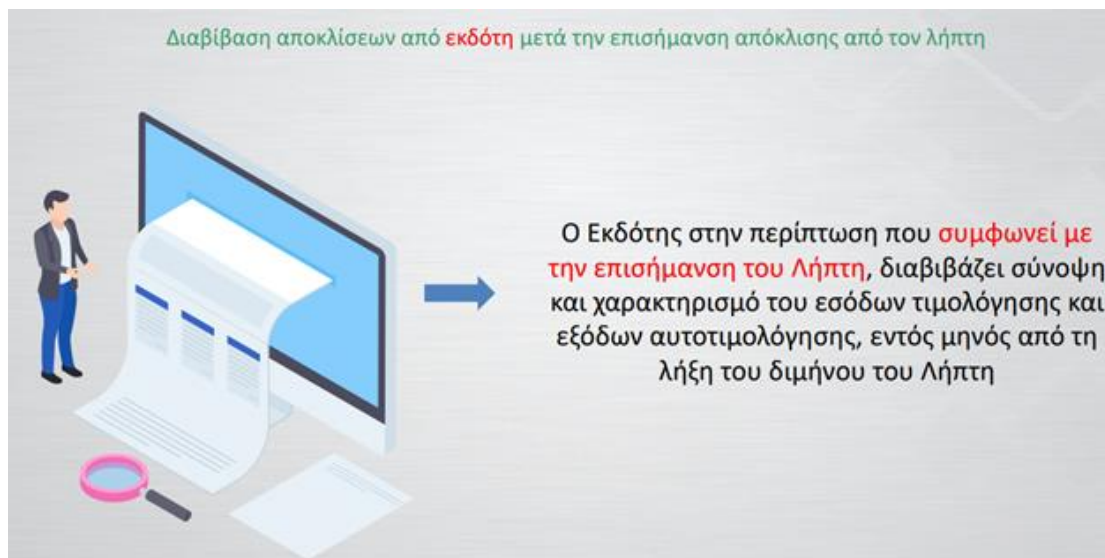 Διαβίβαση αποκλίσεων από εκδότη μετά την επισήμανση απόκλισης από τον λήπτη
Ο Εκδότης στην περίπτωση που συμφωνεί με
την επισήμανση του Λήπτη, διαβιβάζει σύνοψη
και χαρακτηρισμό του εσόδων τιμολόγησης και
εξόδων αυτοτιμολόγησης, εντός μηνός από τη
λήξη του διμήνου του Λήπτη